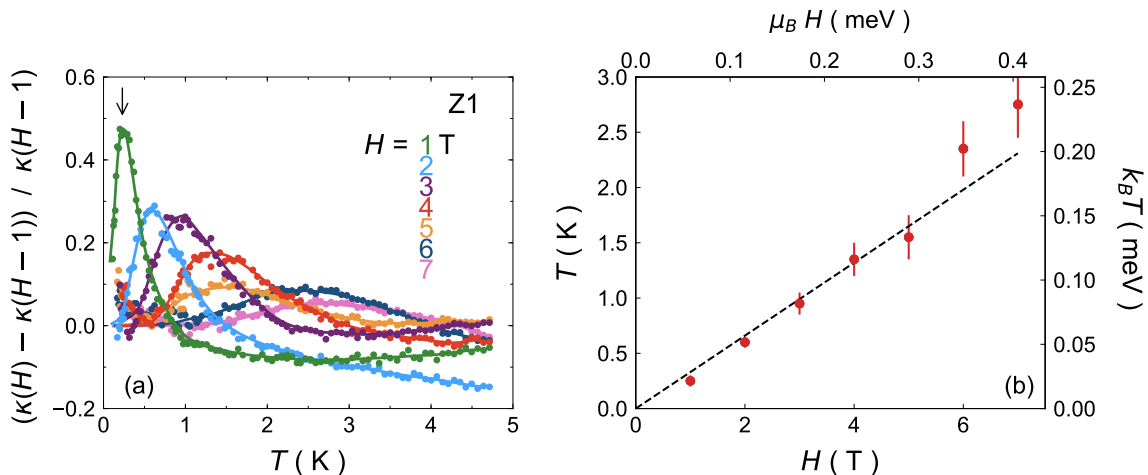 (κ(H) − κ(H − 1)) / κ(H − 1)
0.6
0.4
0.2
0.0
−0.2
Z1
H = 1 T
2
3
4
5
6
7
(a)
0 1 2 3 4 5
T ( K )
μB H ( meV )
0.0 0.1 0.2 0.3 0.4
T ( K )
3.0
2.5
2.0
1.5
1.0
0.5
0.0
0.20
0.15
0.10
0.05
0.00
kBT ( meV )
(b)
0 2 4 6
H ( T )